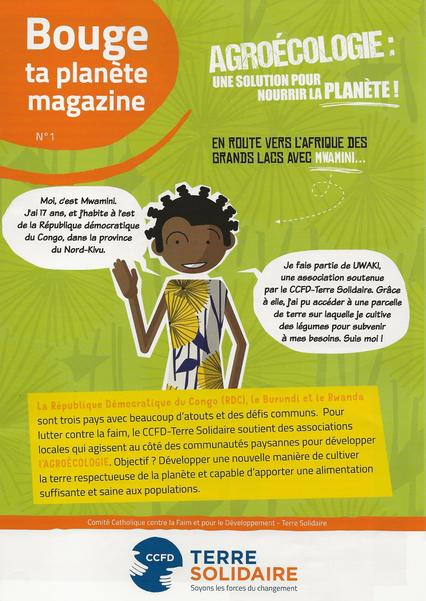 Bouge
ta planète
magazine
N°1
AGROÉCOLOGIE :
UNE SOLUTION POUR
NOURRIR LA PLANÈTE !
EN ROUTE VERS L'AFRIQUE DES
GRANDS LACS AVEC MWAMINI...
Moi, c'est Mwamini.
J'ai 17 ans, et j'habite à l'est
de la République démocratique
du Congo, dans la province
du Nord-Kivu.
Je fais partie de UWAKI,
une association soutenue
par le CCFD-Terre Solidaire. Grâce
à elle, j'ai pu accéder à une parcelle
de terre sur laquelle je cultive
des légumes pour subvenir
à mes besoins. Suis moi !
La République Démocratique du Congo (RDC), le Burundi et le Rwanda
sont trois pays avec beaucoup d'atouts et des défis communs. Pour
lutter contre la faim, le CCFD-Terre Solidaire soutient des associations
locales qui agissent au côté des communautés paysannes pour développer
l'AGROÉCOLOGIE. Objectif ? Développer une nouvelle manière de cultiver
la terre respectueuse de la planète et capable d'apporter une alimentation
suffisante et saine aux populations.
Comité Catholique contre la Faim et pour le Développement - Terre Solidaire
CCFD
TERRE
SOLIDAIRE
Soyons les forces du changement